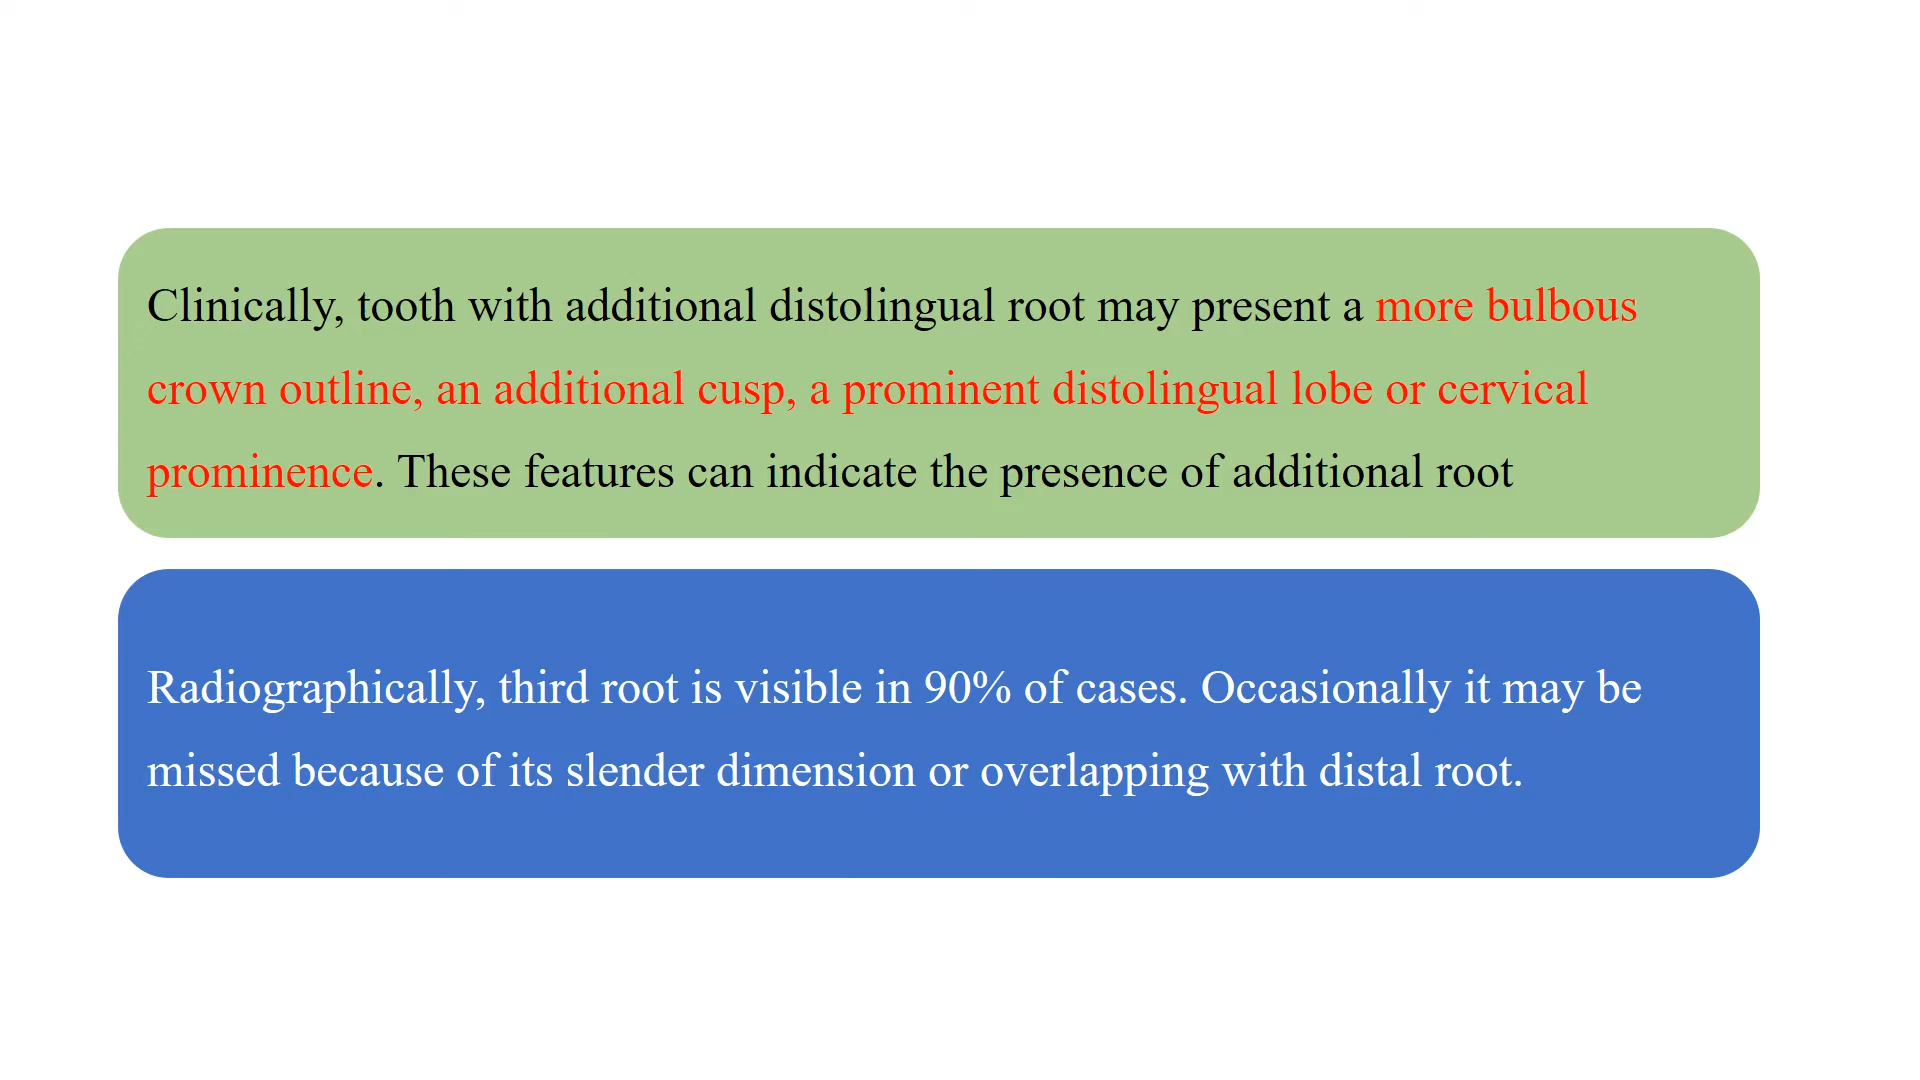 Clinically, tooth with additional distolingual root may present a more bulbous
crown outline, an additional cusp, a prominent distolingual lobe or cervical
prominence. These features can indicate the presence of additional root
Radiographically, third root is visible in 90% of cases. Occasionally it may be
missed because of its slender dimension or overlapping with distal root.